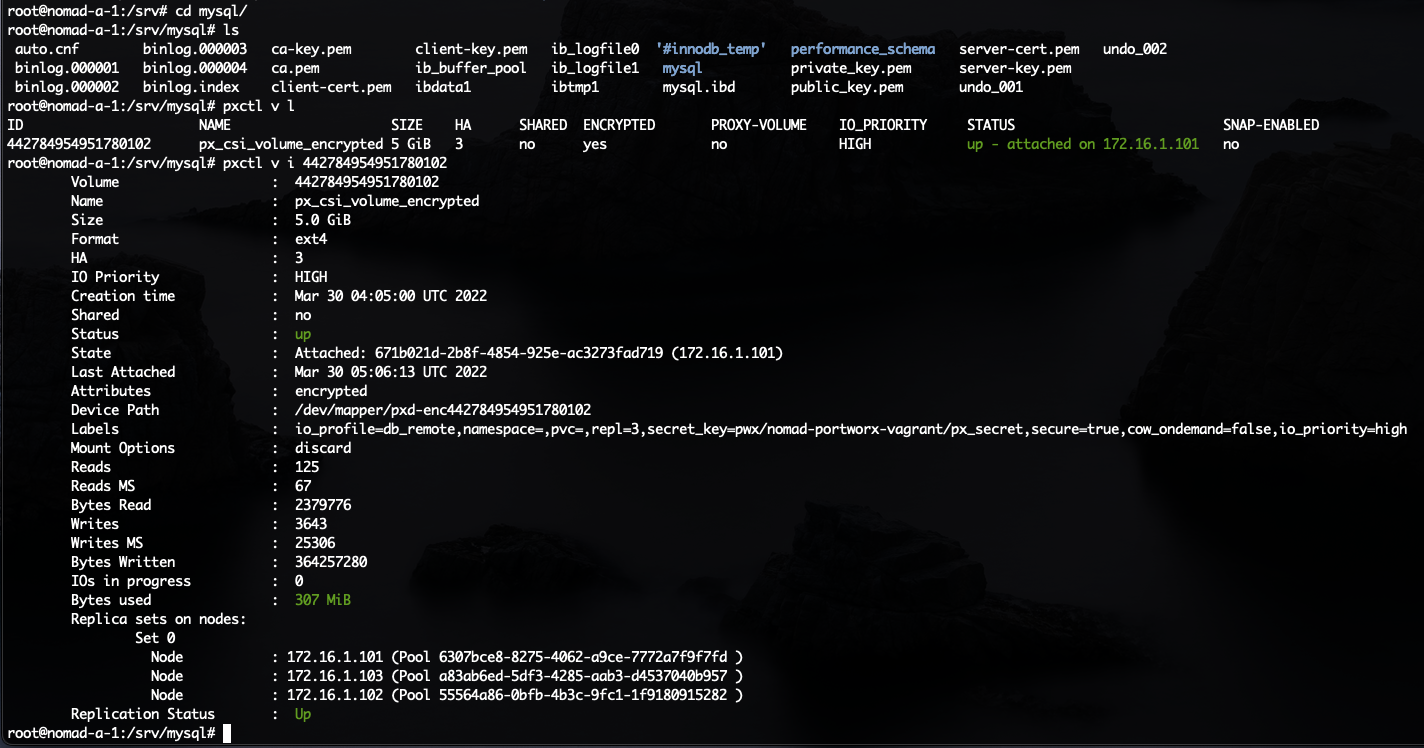 root@nomad-a-1:/srv# cd mysql/
root@nomad-a-1:/srv/mysql# ls
auto.cnf binlog.000003 ca-key.pem client-key.pem ib_logfile0 '#innodb_temp' performance_schema server-cert.pem undo_002
binlog.000001 binlog.000004 ca.pem ib_buffer_pool ib_logfile1 mysql private_key.pem server-key.pem
binlog.000002 binlog.index client-cert.pem ibdata1 ibtmp1 mysql.ibd public_key.pem undo_001
root@nomad-a-1:/srv/mysql# pxctl v l
ID NAME SIZE HA SHARED ENCRYPTED PROXY-VOLUME IO_PRIORITY STATUS SNAP-ENABLED
442784954951780102 px_csi_volume_encrypted 5 GiB 3 no yes no HIGH up - attached on 172.16.1.101 no
root@nomad-a-1:/srv/mysql# pxctl v i 442784954951780102
Volume : 442784954951780102
Name : px_csi_volume_encrypted
Size : 5.0 GiB
Format : ext4
HA : 3
IO Priority : HIGH
Creation time : Mar 30 04:05:00 UTC 2022
Shared : no
Status : up
State : Attached: 671b021d-2b8f-4854-925e-ac3273fad719 (172.16.1.101)
Last Attached : Mar 30 05:06:13 UTC 2022
Attributes : encrypted
Device Path : /dev/mapper/pxd-enc442784954951780102
Labels : io_profile=db_remote,namespace=,pvc=,repl=3,secret_key=pwx/nomad-portworx-vagrant/px_secret,secure=true,cow_ondemand=false,io_priority=high
Mount Options : discard
Reads : 125
Reads MS : 67
Bytes Read : 2379776
Writes : 3643
Writes MS : 25306
Bytes Written : 364257280
IOs in progress : 0
Bytes used : 307 MiB
Replica sets on nodes:
Set 0
Node : 172.16.1.101 (Pool 6307bce8-8275-4062-a9ce-7772a7f9f7fd )
Node : 172.16.1.103 (Pool a83ab6ed-5df3-4285-aab3-d4537040b957 )
Node : 172.16.1.102 (Pool 55564a86-0bfb-4b3c-9fc1-1f9180915282 )
Replication Status : Up
root@nomad-a-1:/srv/mysql#